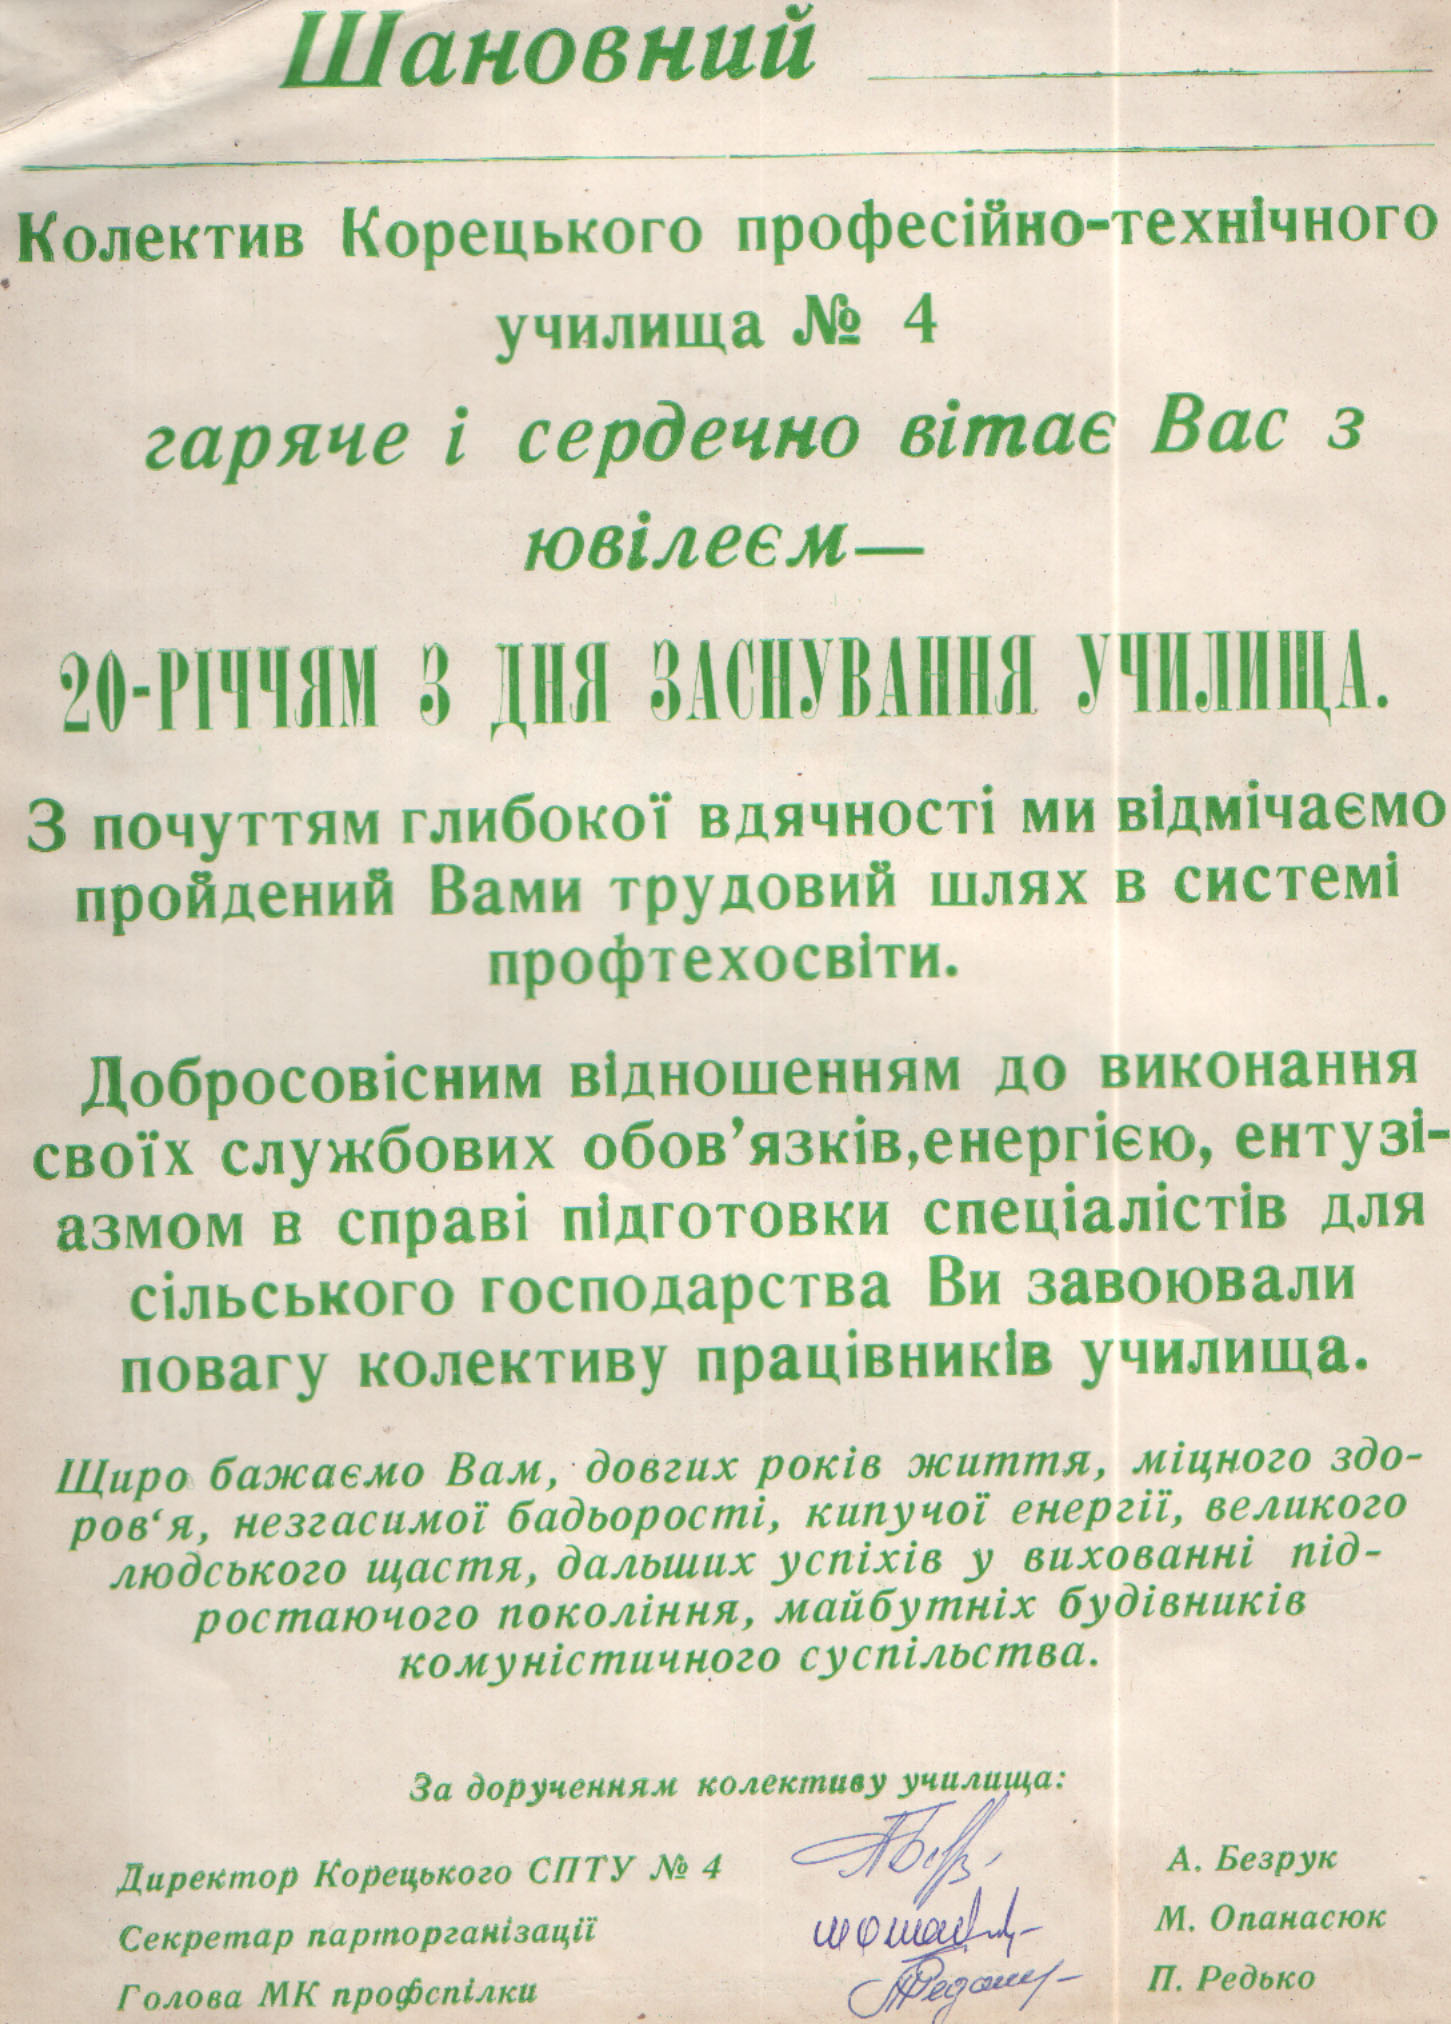 Шановний
Колектив Корецького професійно-технічного
училища № 4
гаряче і сердечно вітає Вас з
ювілеєм—
20-РІЧЧЯМ З ДНЯ ЗАСНУВАННЯ УЧИЛИЩА.
З почуттям глибокої вдячності ми відмічаємо
пройдений Вами трудовий шлях в системі
профтехосвіти.
Добросовісним відношенням до виконання
своїх службових обов’язків,енергією, ентузі-
азмом в справі підготовки спеціалістів для
сільського господарства Ви завоювали
повагу колективу працівників училища.
Щиро бажаємо Вам, довгих років життя, міцного здо-
ров‘я, незгасимої бадьорості, кипучої енергії, великого
людського щастя, дальших успіхів у вихованні під-
ростаючого покоління, майбутніх будівників
комуністичного суспільства.
За дорученням колективу училища:
Директор Корецького СПТУ № 4 А. Безрук
Секретар парторганізації М. Опанасюк
Голова МК профспілки П. Редько